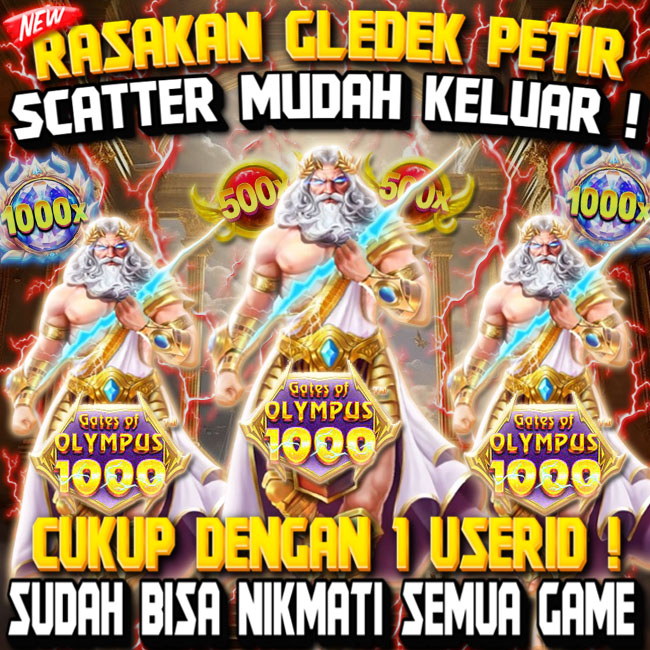 NEW
RASAKAN GLEDEK PETIR
SCATTER MUDAH KELUAR !
1000x
500x
500x
1000x
Gates of
OLYMPUS
1000
Gates of
OLYMPUS
1000
Gates of
OLYMPUS
1000
CUKUP DENGAN 1 USERID !
SUDAH BISA NIKMATI SEMUA GAME